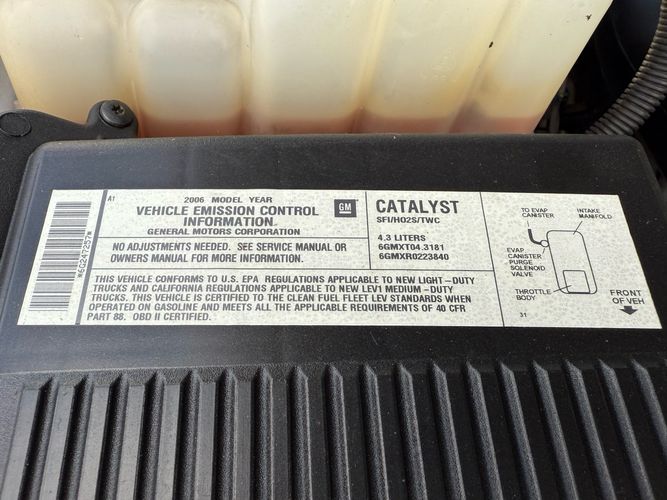 A1
2006 MODEL YEAR
VEHICLE EMISSION CONTROL
INFORMATION
GENERAL MOTORS CORPORATION
GM
NO ADJUSTMENTS NEEDED. SEE SERVICE MANUAL OR
OWNERS MANUAL FOR MORE INFORMATION.
THIS VEHICLE CONFORMS TO U.S. EPA REGULATIONS APPLICABLE TO NEW LIGHT-DUTY
TRUCKS AND CALIFORNIA REGULATIONS APPLICABLE TO NEW LEV1 MEDIUM-DUTY
TRUCKS. THIS VEHICLE IS CERTIFIED TO THE CLEAN FUEL FLEET LEV STANDARDS WHEN
OPERATED ON GASOLINE AND MEETS ALL THE APPLICABLE REQUIREMENTS OF 40 CFR
PART 88. OBD II CERTIFIED.
CATALYST
SFI/HO2S/TWC
4.3 LITERS
6GMXT04.3181
6GMXR0223840
TO EVAP
CANISTER
INTAKE
MANIFOLD
EVAP
CANISTER
PURGE
SOLENOID
VALVE
THROTTLE
BODY
FRONT
OF VEH
31
*60247257*